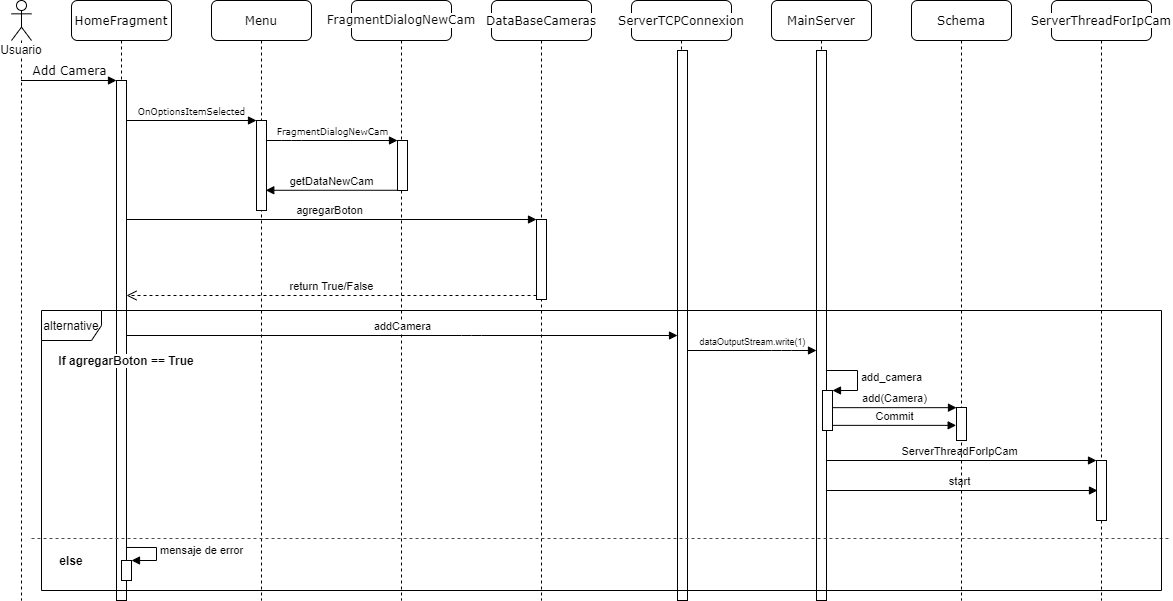 HomeFragment
Menu
FragmentDialogNewCam
DataBaseCameras
ServerTCPConnexion
MainServer
Schema
ServerThreadForIpCam
Usuario
Add Camera
OnOptionsItemSelected
FragmentDialogNewCam
getDataNewCam
agregarBoton
return True/False
alternative
addCamera
dataOutputStream.write(1)
If agregarBoton == True
add_camera
add(Camera)
Commit
ServerThreadForIpCam
start
mensaje de error
else